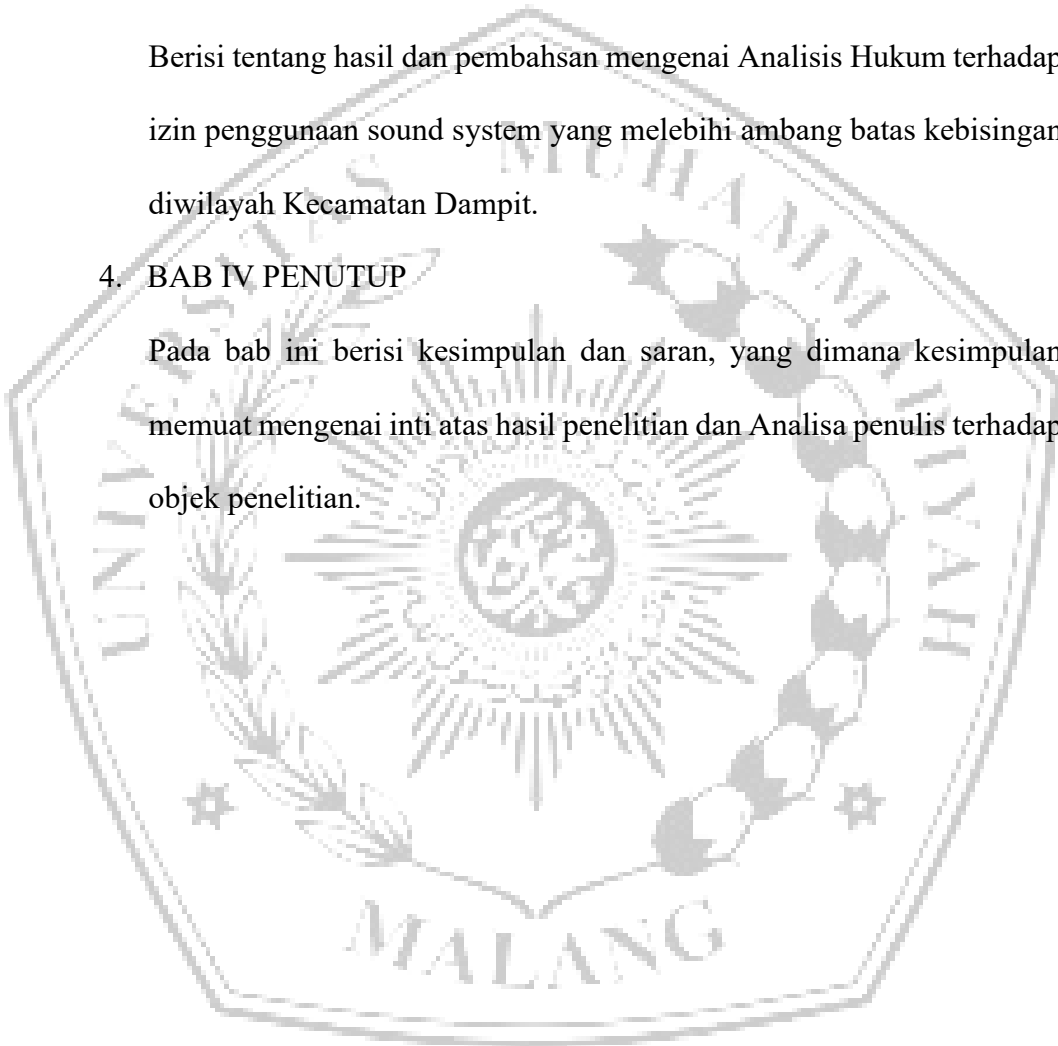 Berisi tentang hasil dan pembahsan mengenai Analisis Hukum terhadap
izin penggunaan sound system yang melebihi ambang batas kebisingan
diwilayah Kecamatan Dampit.
4. BAB IV PENUTUP
Pada bab ini berisi kesimpulan dan saran, yang dimana kesimpulan
memuat mengenai inti atas hasil penelitian dan Analisa penulis terhadap
objek penelitian.
UNIVERSITAS MUHAMMADIYAH
MALANG